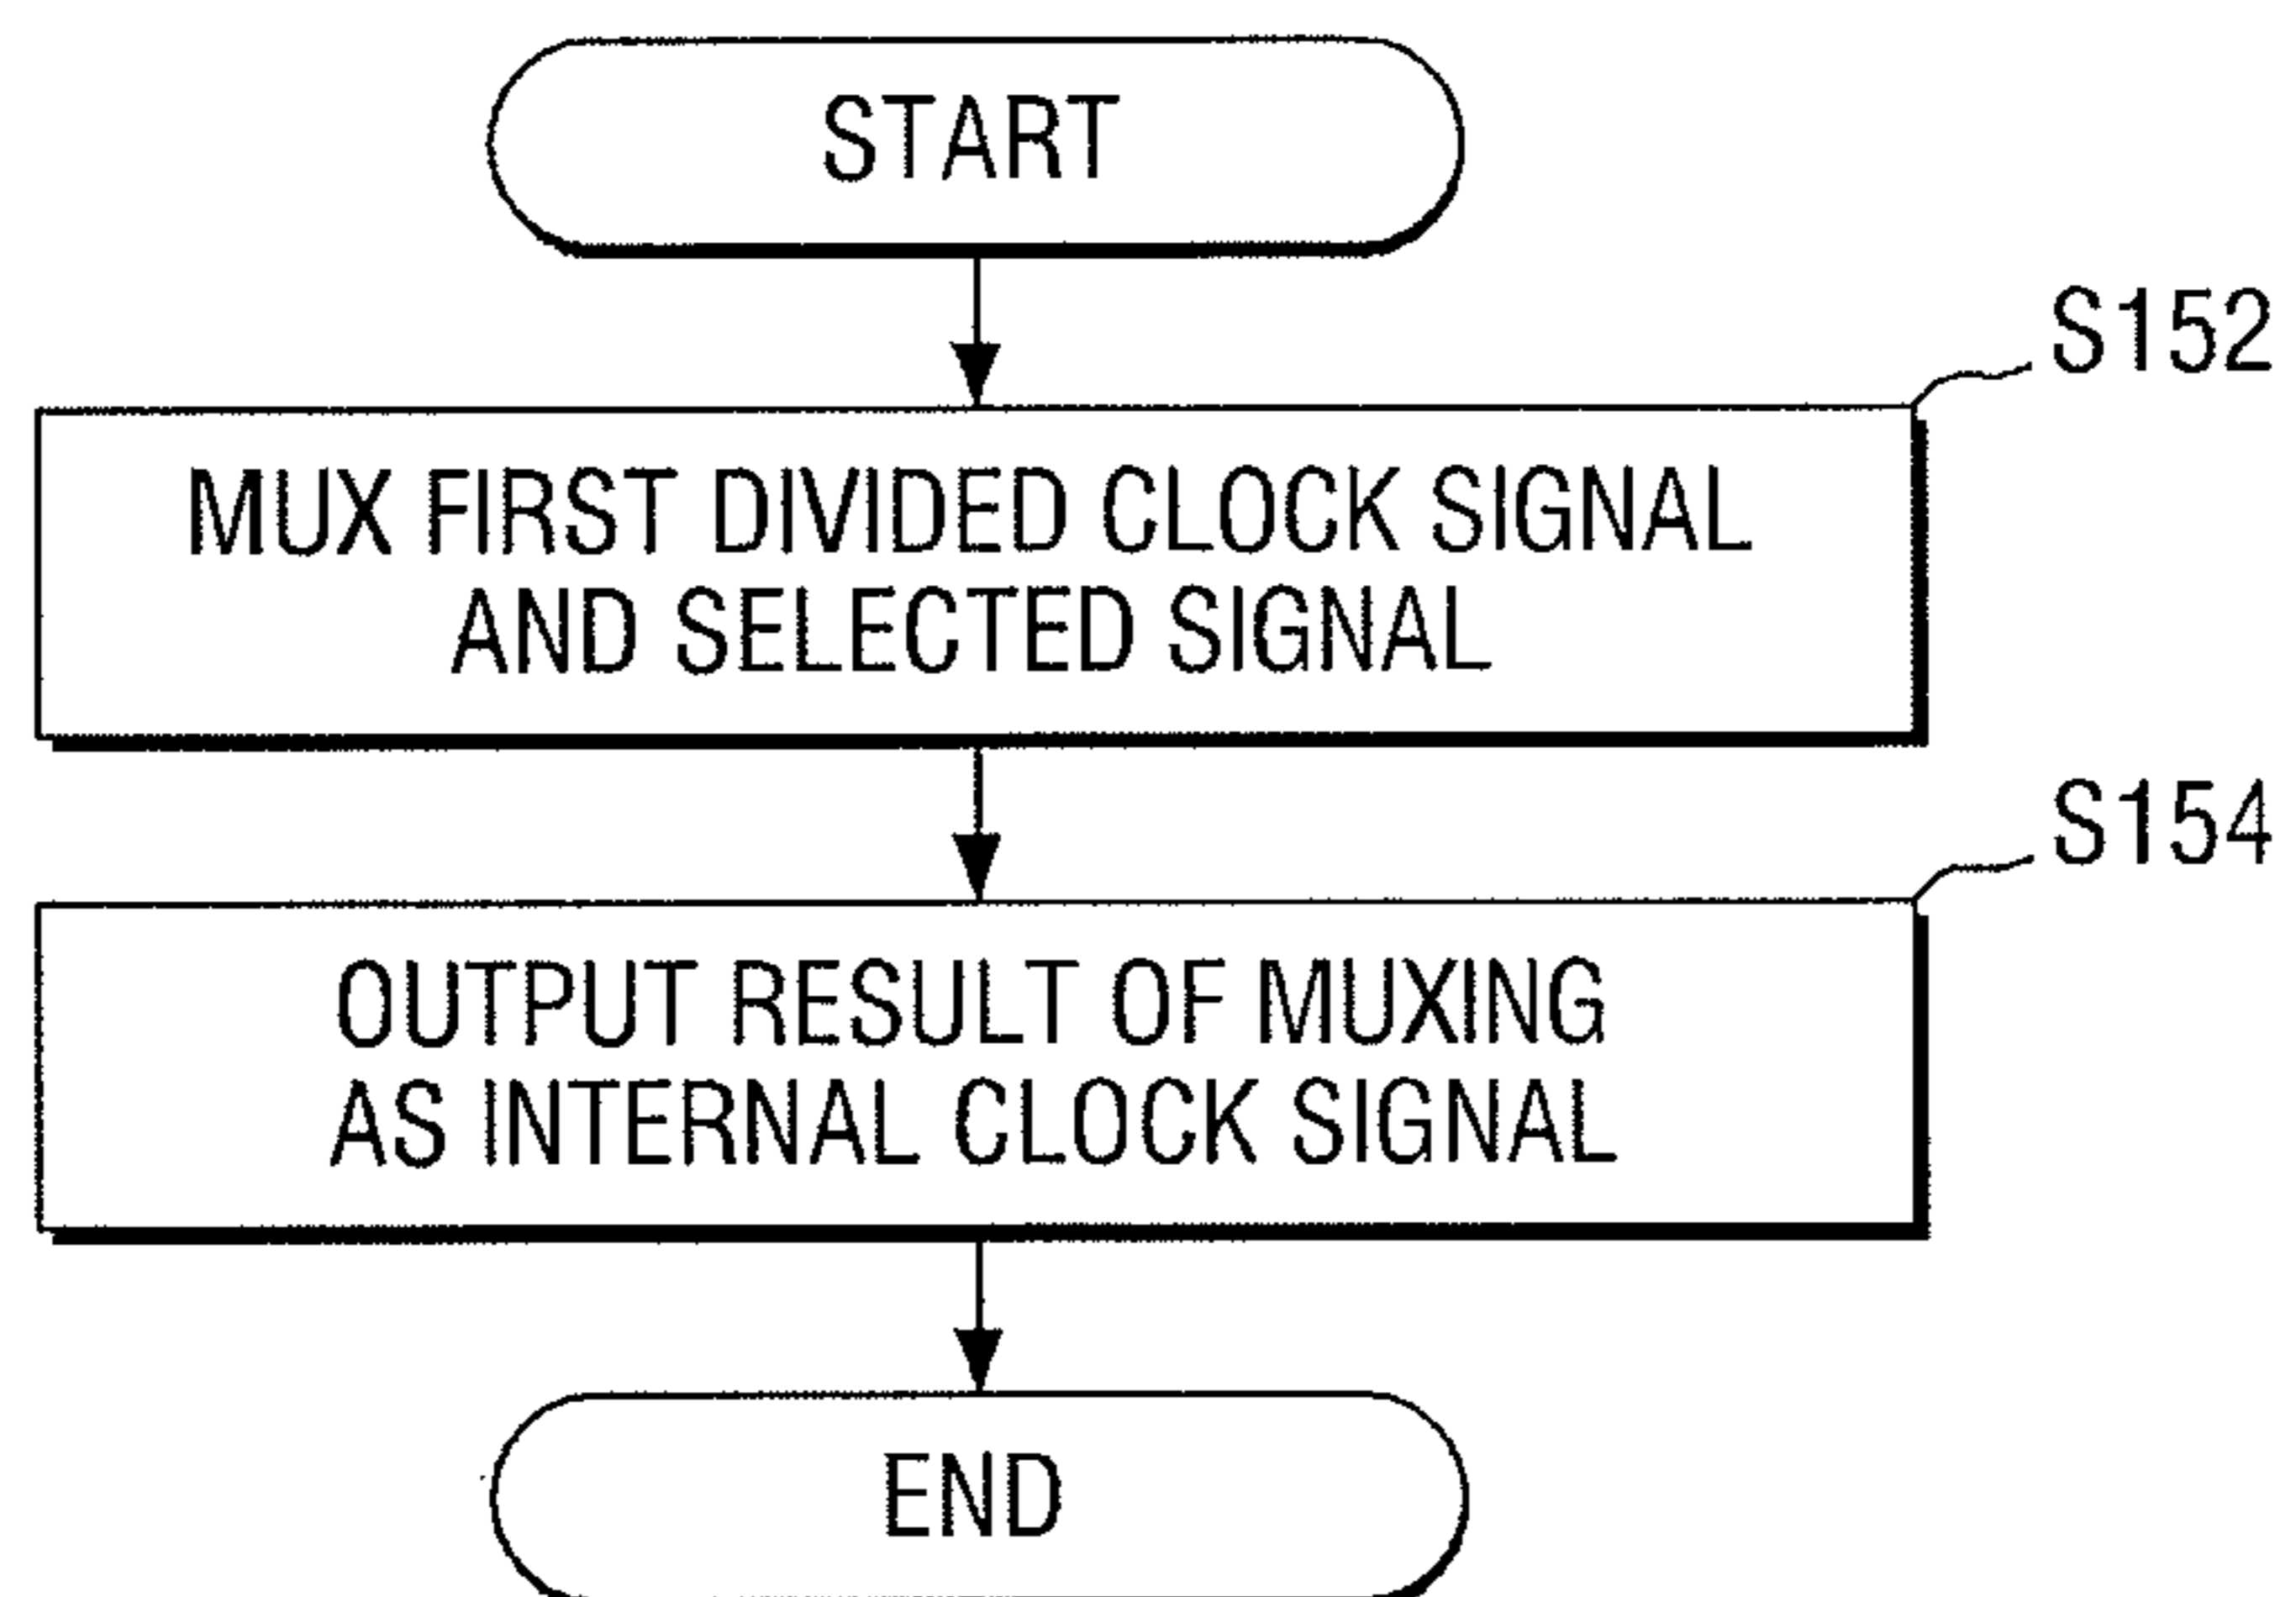 START
S152
MUX FIRST DIVIDED CLOCK SIGNAL
AND SELECTED SIGNAL
S154
OUTPUT RESULT OF MUXING
AS INTERNAL CLOCK SIGNAL
END